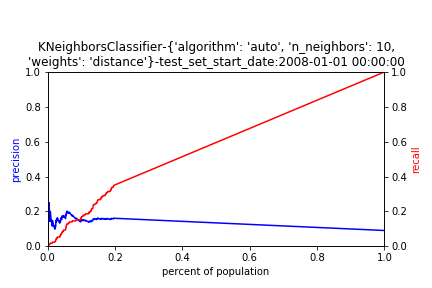 KNeighborsClassifier-{'algorithm': 'auto', 'n_neighbors': 10,
'weights': 'distance'}-test_set_start_date:2008-01-01 00:00:00
1.0
0.8
0.6
0.4
0.2
0.0
precision
1.0
0.8
0.6
0.4
0.2
0.0
recall
0.0 0.2 0.4 0.6 0.8 1.0
percent of population